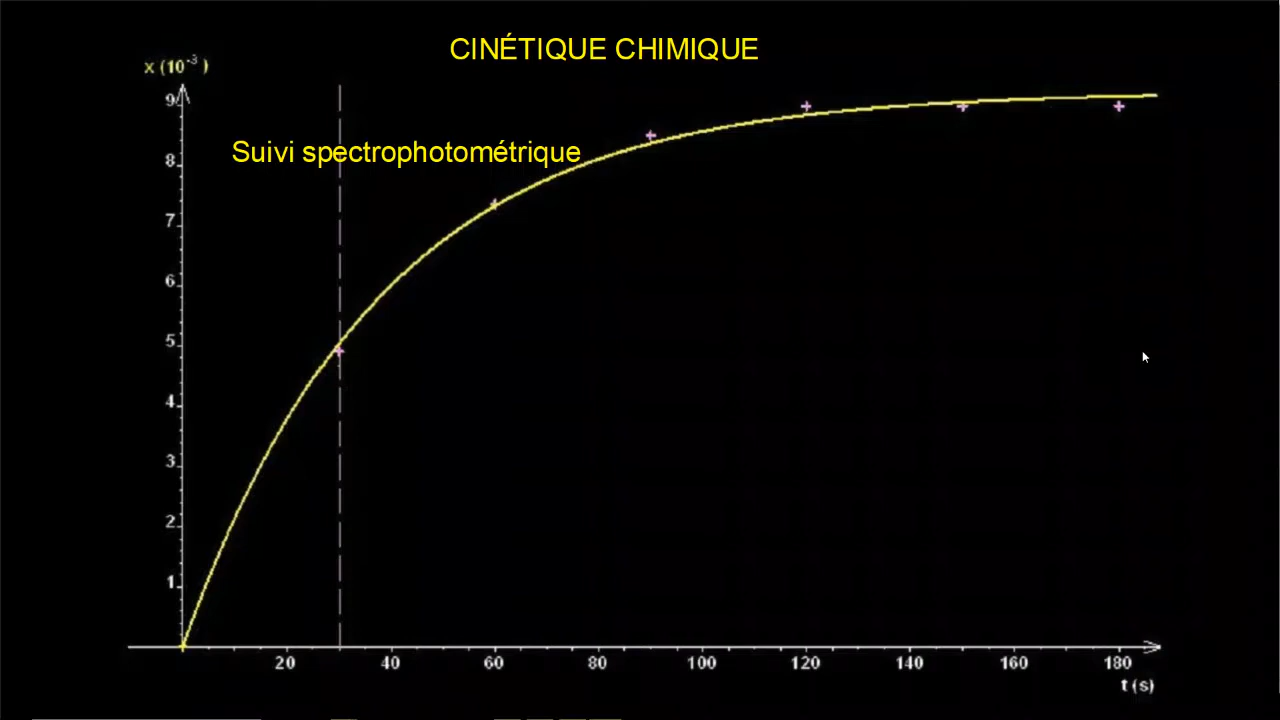 CINÉTIQUE CHIMIQUE
x (10⁻³)
Suivi spectrophotométrique
9
8
7
6
5
4
3
2
1
20 40 60 80 100 120 140 160 180
t (s)